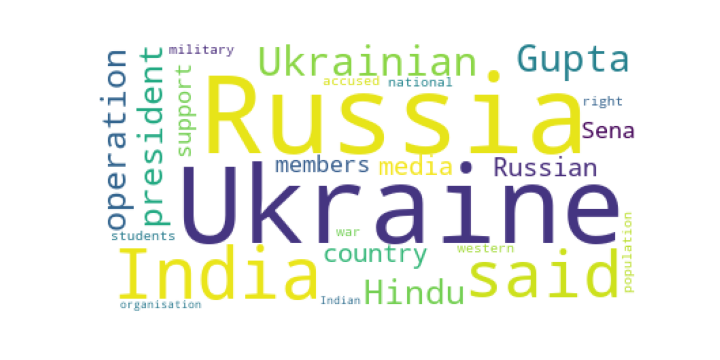 military
Ukrainian
Gupta
operation
president
support
Russia
accused
national
right
Sena
members
media
Russian
Ukraine
students
war
country
western
population
India
said
Hindu
organisation
Indian